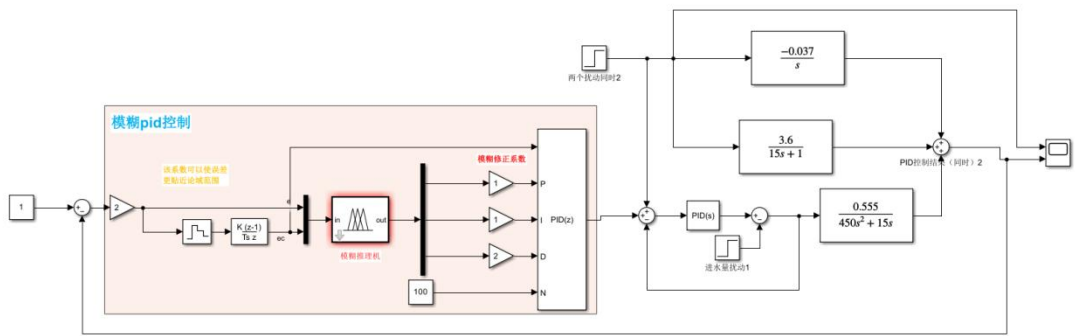 模糊pid控制
该系数可以使误差
更贴近论域范围
1
2
K (z-1)
Ts z
e
ec
in
out
模糊推理机
模糊修正系数
1
1
2
100
P
I
D
N
PID(z)
两个扰动同时2
PID(s)
进水量扰动1
-0.037
s
3.6
15s + 1
0.555
450s² + 15s
PID控制结果（同时）2